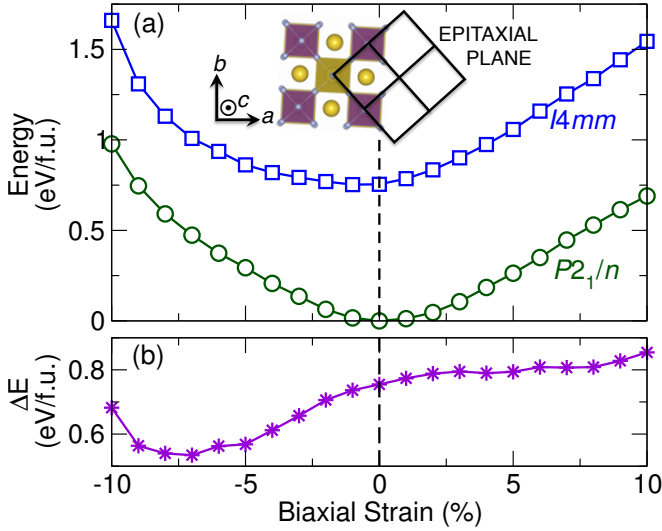 (a)
EPITAXIAL
PLANE
b
c
a
I4mm
P2₁/n
Energy
(eV/f.u.)
1.5
1
0.5
0
(b)
ΔE
(eV/f.u.)
0.8
0.6
-10 -5 0 5 10
Biaxial Strain (%)